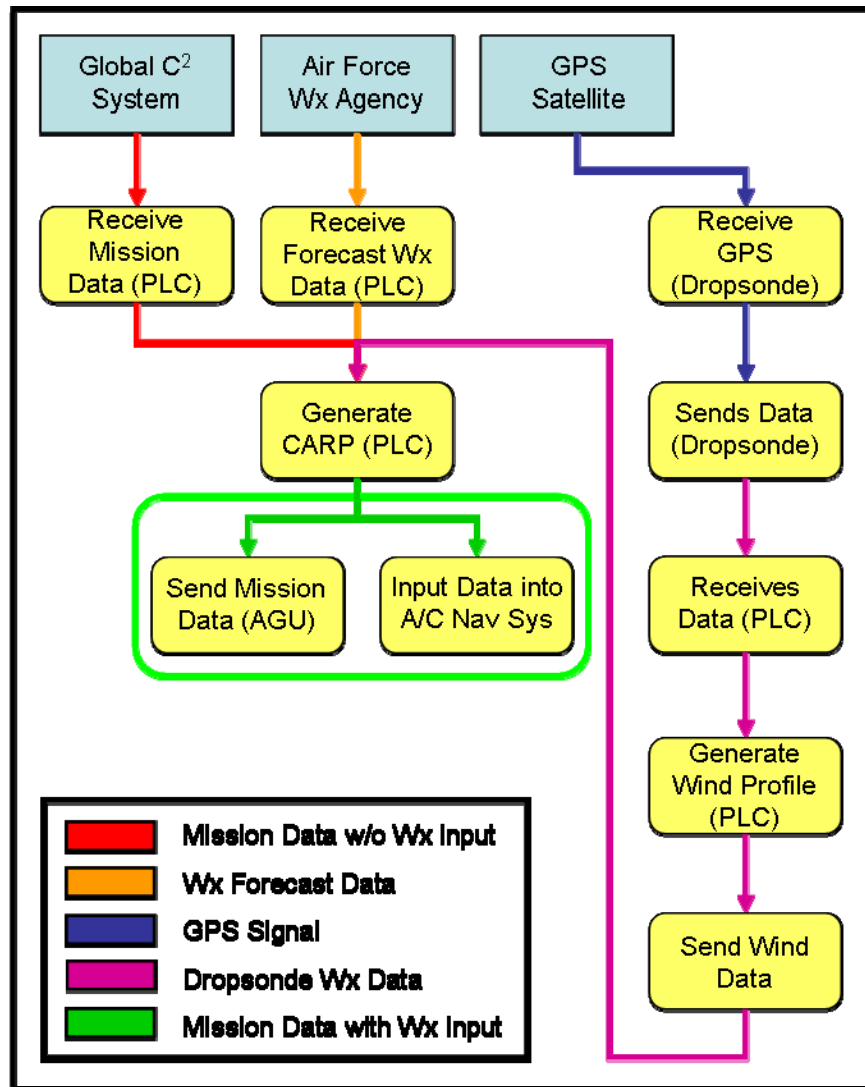 Global C²
System
Air Force
Wx Agency
GPS
Satellite
Receive
Mission
Data (PLC)
Receive
Forecast Wx
Data (PLC)
Receive
GPS
(Dropsonde)
Generate
CARP (PLC)
Sends Data
(Dropsonde)
Send Mission
Data (AGU)
Input Data into
A/C Nav Sys
Receives
Data (PLC)
Generate
Wind Profile
(PLC)
Send Wind
Data
Mission Data w/o Wx Input
Wx Forecast Data
GPS Signal
Dropsonde Wx Data
Mission Data with Wx Input